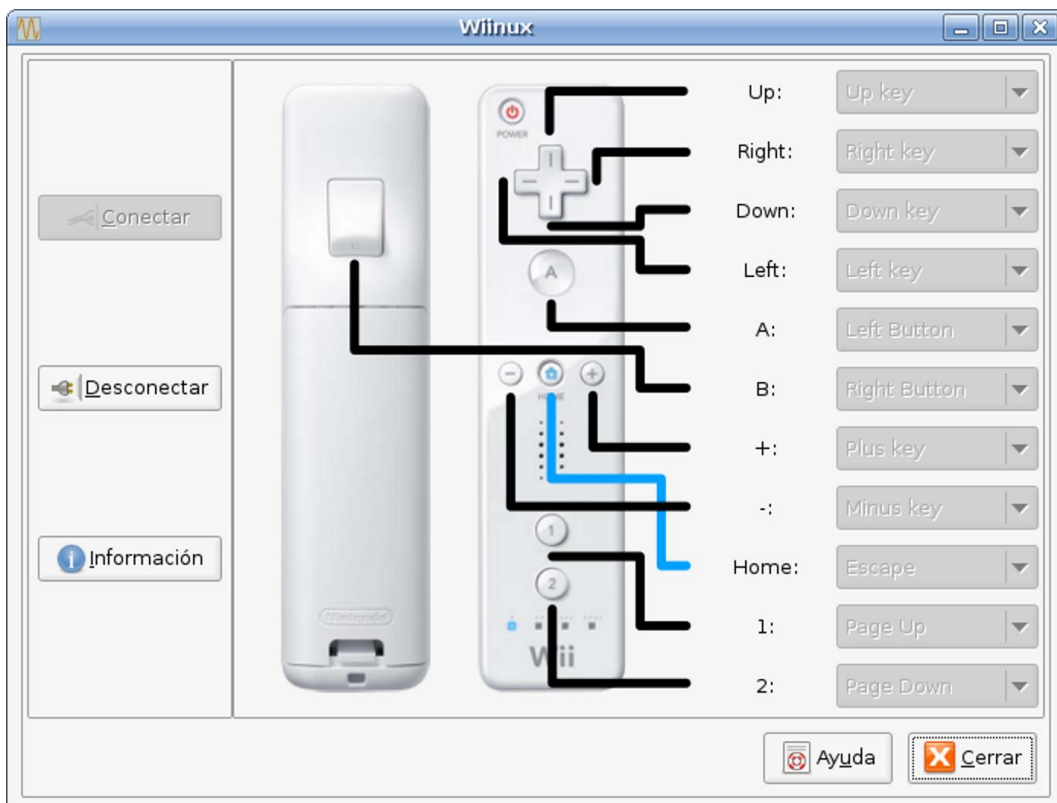 Wiinux
Conectar
Desconectar
Información
POWER
A
HOME
1
2
Wii
Nintendo
Up: Up key
Right: Right key
Down: Down key
Left: Left key
A: Left Button
B: Right Button
+: Plus key
-: Minus key
Home: Escape
1: Page Up
2: Page Down
Ayuda
Cerrar